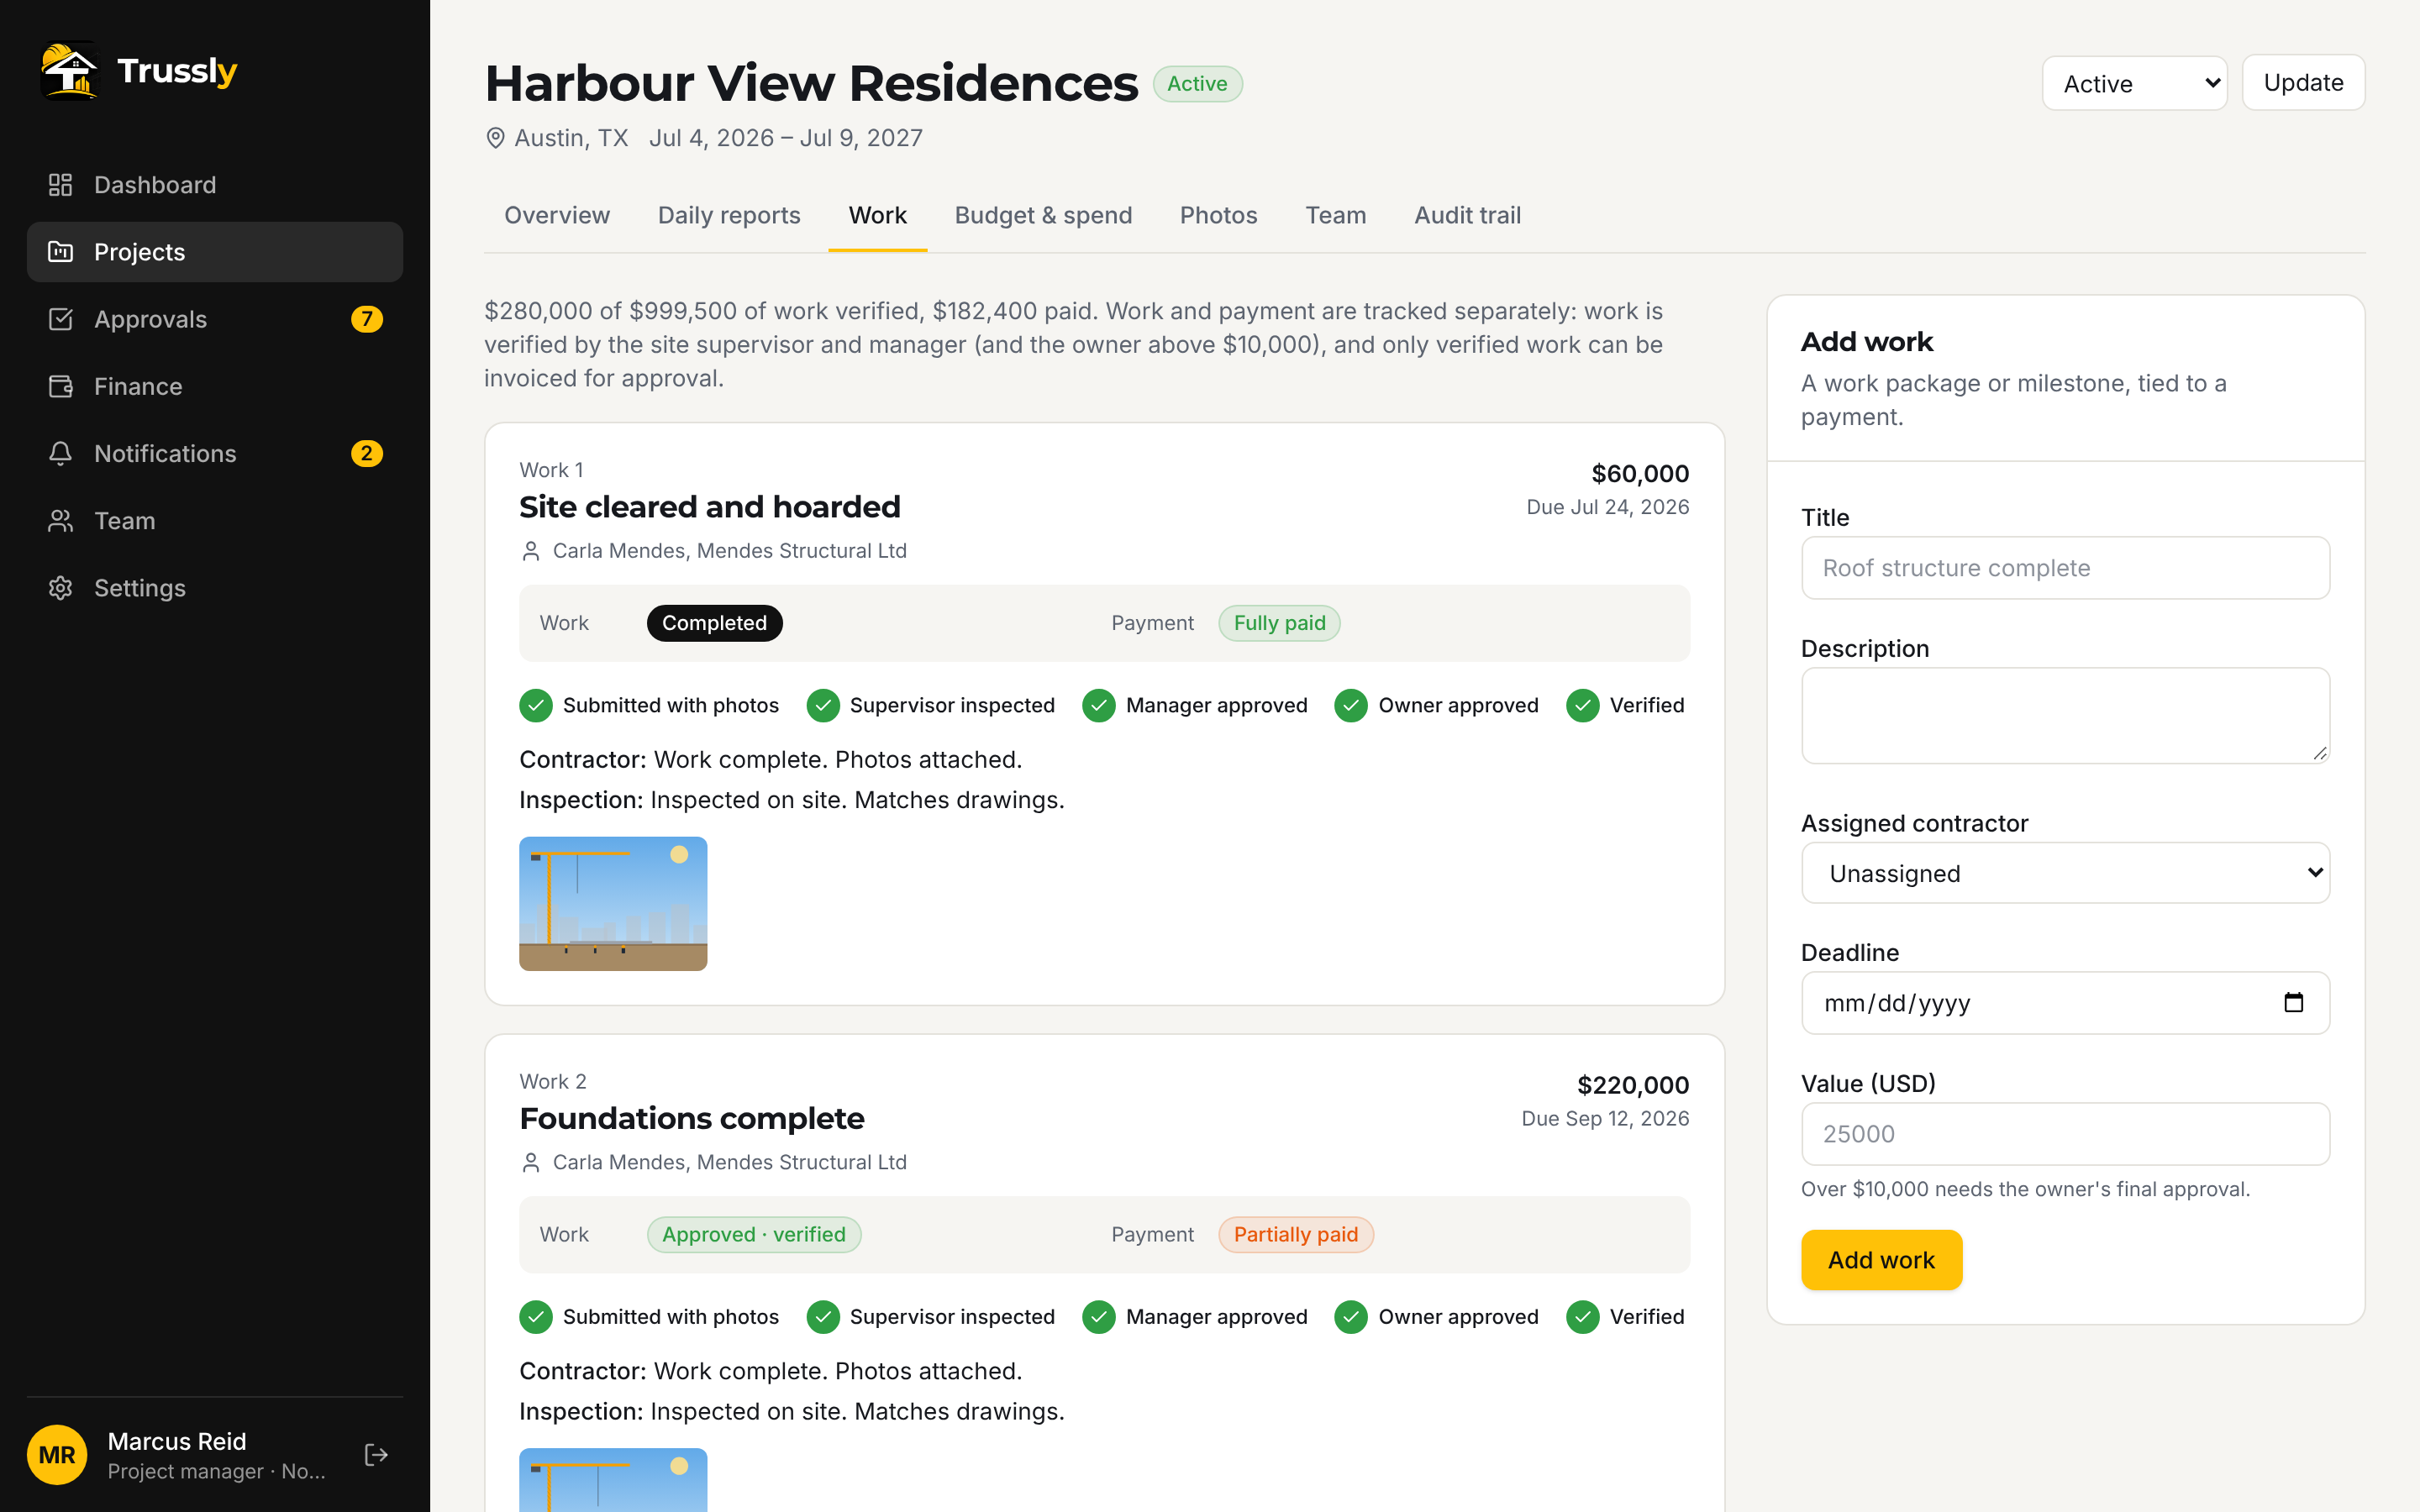 Trussly
Dashboard
Projects
Approvals 7
Finance
Notifications 2
Team
Settings
MR
Marcus Reid
Project manager · No...
Harbour View Residences Active
Austin, TX Jul 4, 2026 – Jul 9, 2027
Active
Update
Overview Daily reports Work Budget & spend Photos Team Audit trail
$280,000 of $999,500 of work verified, $182,400 paid. Work and payment are tracked separately: work is
verified by the site supervisor and manager (and the owner above $10,000), and only verified work can be
invoiced for approval.
Work 1
Site cleared and hoarded
Carla Mendes, Mendes Structural Ltd
$60,000
Due Jul 24, 2026
Work Completed Payment Fully paid
Submitted with photos Supervisor inspected Manager approved Owner approved Verified
Contractor: Work complete. Photos attached.
Inspection: Inspected on site. Matches drawings.
Work 2
Foundations complete
Carla Mendes, Mendes Structural Ltd
$220,000
Due Sep 12, 2026
Work Approved · verified Payment Partially paid
Submitted with photos Supervisor inspected Manager approved Owner approved Verified
Contractor: Work complete. Photos attached.
Inspection: Inspected on site. Matches drawings.
Add work
A work package or milestone, tied to a
payment.
Title
Roof structure complete
Description
Assigned contractor
Unassigned
Deadline
mm/dd/yyyy
Value (USD)
25000
Over $10,000 needs the owner's final approval.
Add work